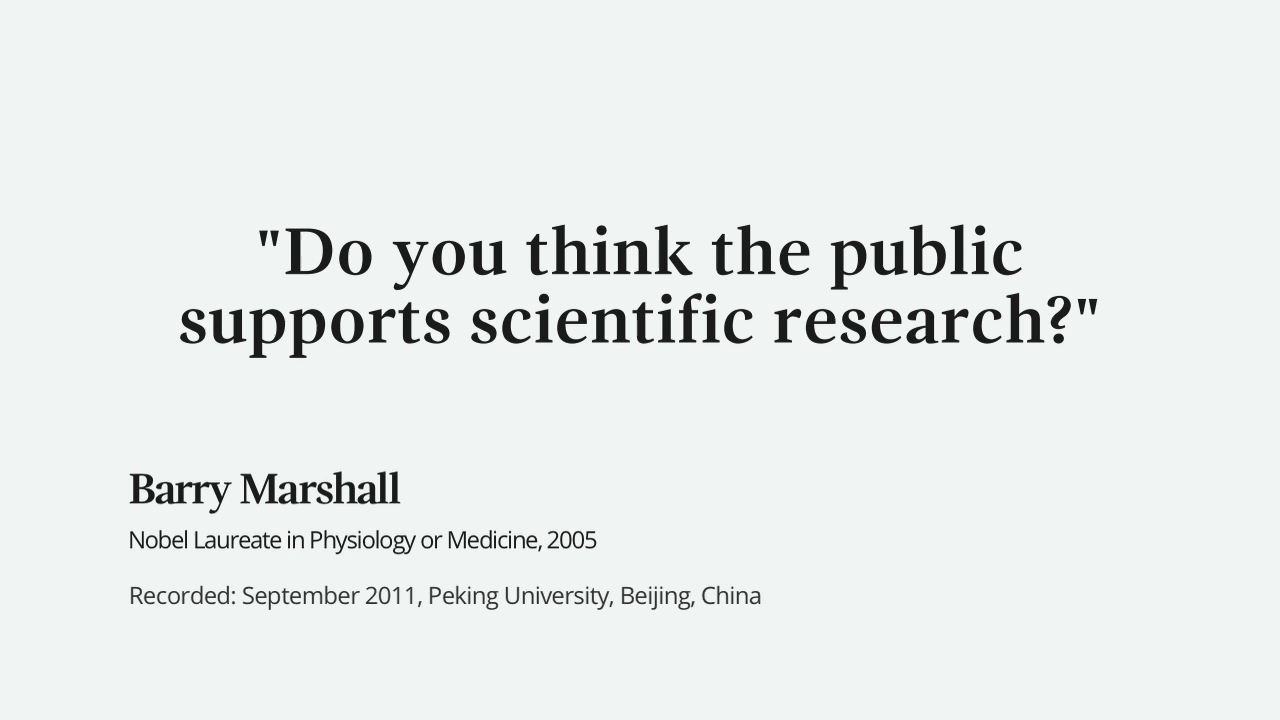 "Do you think the public
supports scientific research?"
Barry Marshall
Nobel Laureate in Physiology or Medicine, 2005
Recorded: September 2011, Peking University, Beijing, China